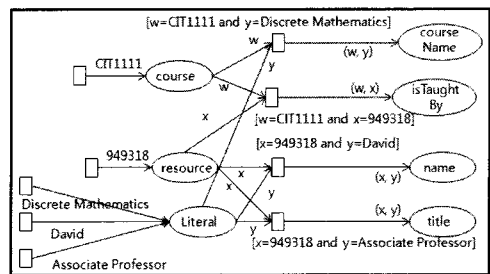 [w=CIT1111 and y=Discrete Mathematics]
w
(w, y)
course
Name
y
CIT1111
course
w
(w, x)
isTaught
By
x
[w=CIT1111 and x=949318]
[x=949318 and y=David]
949318
resource
x
name
x
(x, y)
y
Discrete Mathematics
(x, y)
David
Literal
y
title
[x=949318 and y=Associate Professor]
Associate Professor